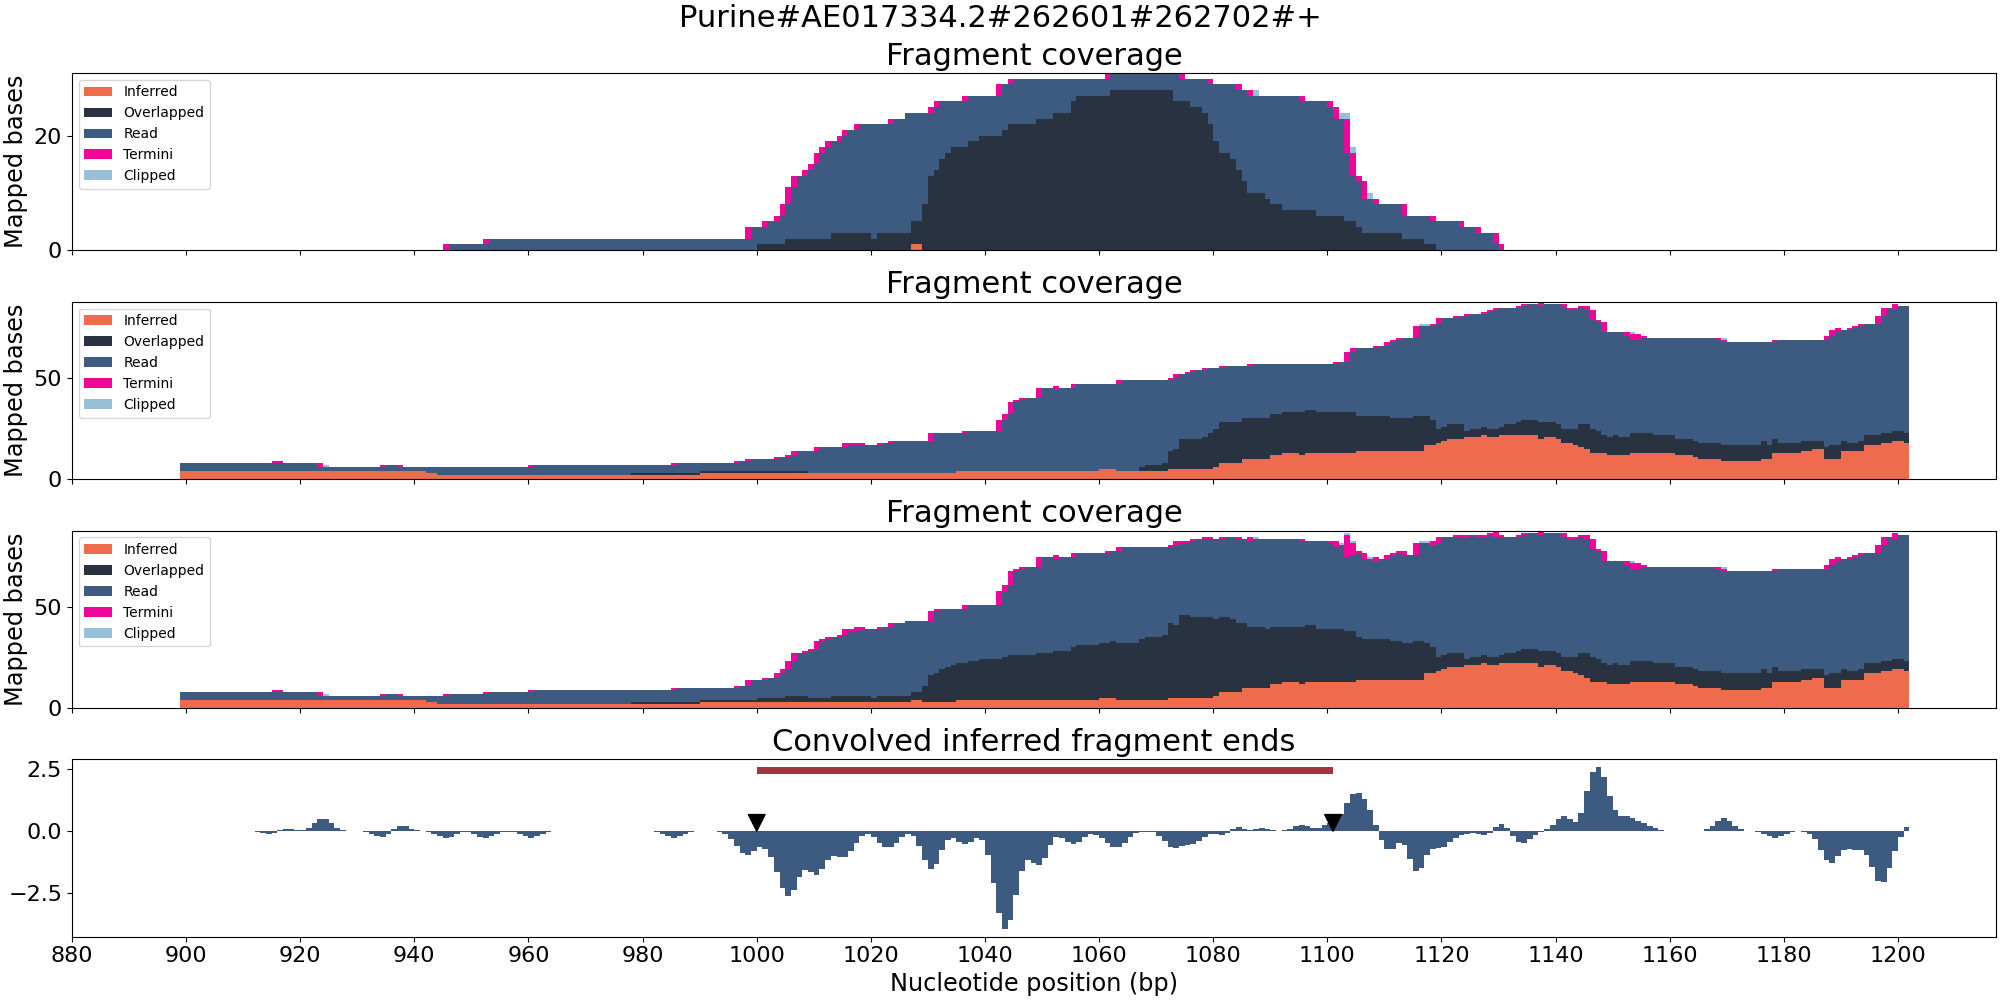 Purine#AE017334.2#262601#262702#+
Fragment coverage
Mapped bases
20
0
Inferred
Overlapped
Read
Termini
Clipped
Fragment coverage
Mapped bases
50
0
Inferred
Overlapped
Read
Termini
Clipped
Fragment coverage
Mapped bases
50
0
Inferred
Overlapped
Read
Termini
Clipped
Convolved inferred fragment ends
2.5
0.0
−2.5
880 900 920 940 960 980 1000 1020 1040 1060 1080 1100 1120 1140 1160 1180 1200
Nucleotide position (bp)